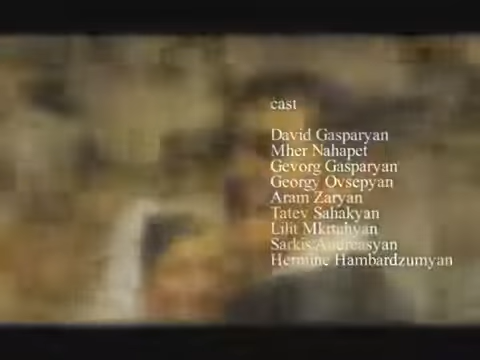 cast
David Gasparyan
Mher Nahapet
Gevorg Gasparyan
Georgy Ovsepyan
Aram Zaryan
Tatev Sahakyan
Lilit Mkrtchyan
Sarkis Andreasyan
Hermine Hambardzumyan